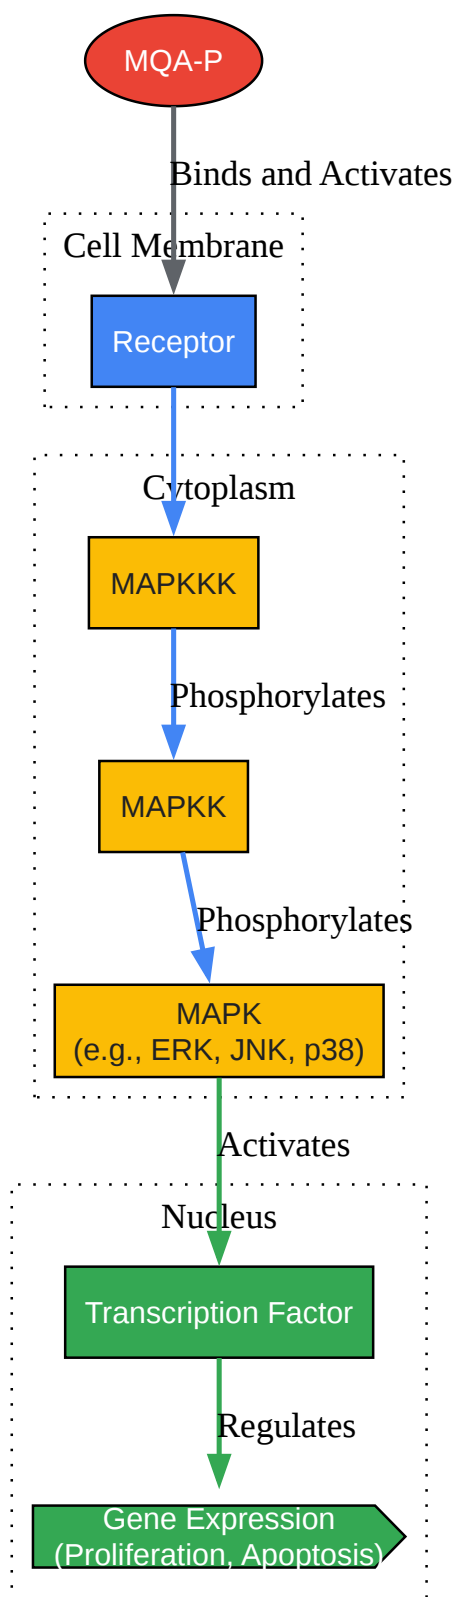 MQA-P
Binds and Activates
Cell Membrane
Receptor
Cytoplasm
MAPKKK
Phosphorylates
MAPKK
Phosphorylates
MAPK
(e.g., ERK, JNK, p38)
Activates
Nucleus
Transcription Factor
Regulates
Gene Expression
(Proliferation, Apoptosis)